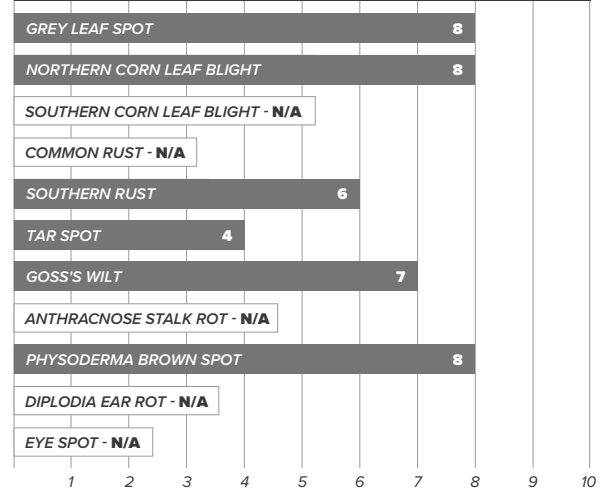 GREY LEAF SPOT 8
NORTHERN CORN LEAF BLIGHT 8
SOUTHERN CORN LEAF BLIGHT - N/A
COMMON RUST - N/A
SOUTHERN RUST 6
TAR SPOT 4
GOSS'S WILT 7
ANTHRACNOSE STALK ROT - N/A
PHYSODERMA BROWN SPOT 8
DIPLODIA EAR ROT - N/A
EYE SPOT - N/A
1 2 3 4 5 6 7 8 9 10